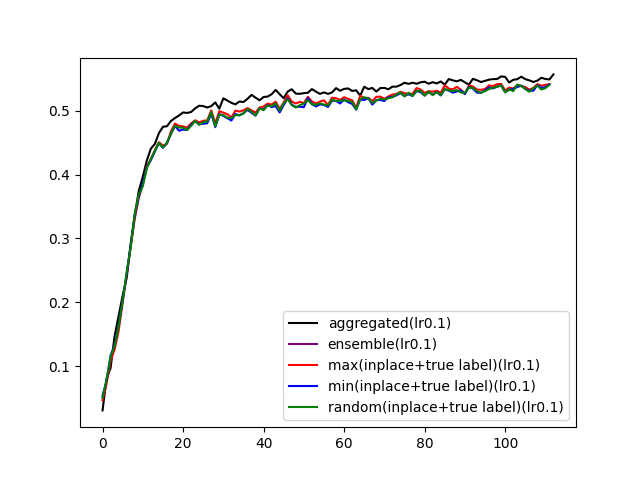 0.5
0.4
0.3
0.2
0.1
aggregated(lr0.1)
ensemble(lr0.1)
max(inplace+true label)(lr0.1)
min(inplace+true label)(lr0.1)
random(inplace+true label)(lr0.1)
0 20 40 60 80 100